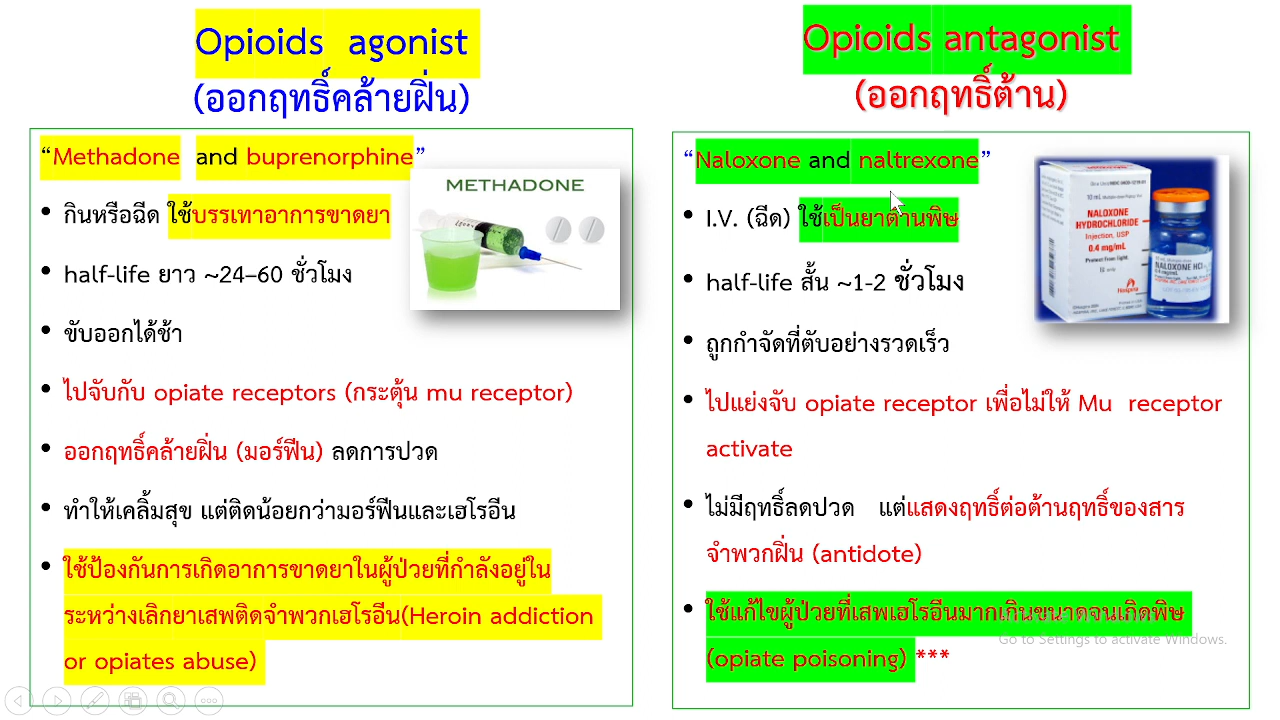 Opioids agonist
(ออกฤทธิ์คล้ายฝิ่น)
“Methadone and buprenorphine”
METHADONE
• กินหรือฉีด ใช้บรรเทาอาการขาดยา
• half-life ยาว ~24–60 ชั่วโมง
• ขับออกได้ช้า
• ไปจับกับ opiate receptors (กระตุ้น mu receptor)
• ออกฤทธิ์คล้ายฝิ่น (มอร์ฟีน) ลดการปวด
• ทำให้เคลิ้มสุข แต่ติดน้อยกว่ามอร์ฟีนและเฮโรอีน
• ใช้ป้องกันการเกิดอาการขาดยาในผู้ป่วยที่กำลังอยู่ใน
ระหว่างเลิกยาเสพติดจำพวกเฮโรอีน(Heroin addiction
or opiates abuse)
Opioids antagonist
(ออกฤทธิ์ต้าน)
“Naloxone and naltrexone”
• I.V. (ฉีด) ใช้เป็นยาต้านพิษ
• half-life สั้น ~1-2 ชั่วโมง
• ถูกกำจัดที่ตับอย่างรวดเร็ว
• ไปแย่งจับ opiate receptor เพื่อไม่ให้ Mu receptor
activate
• ไม่มีฤทธิ์ลดปวด แต่แสดงฤทธิ์ต่อต้านฤทธิ์ของสาร
จำพวกฝิ่น (antidote)
• ใช้แก้ไขผู้ป่วยที่เสพเฮโรอีนมากเกินขนาดจนเกิดพิษ
(opiate poisoning) ***
NALOXONE
HYDROCHLORIDE
Injection, USP
0.4 mg/mL
Protect from light.
Hospira
NALOXONE HCl
Go to Settings to activate Windows.